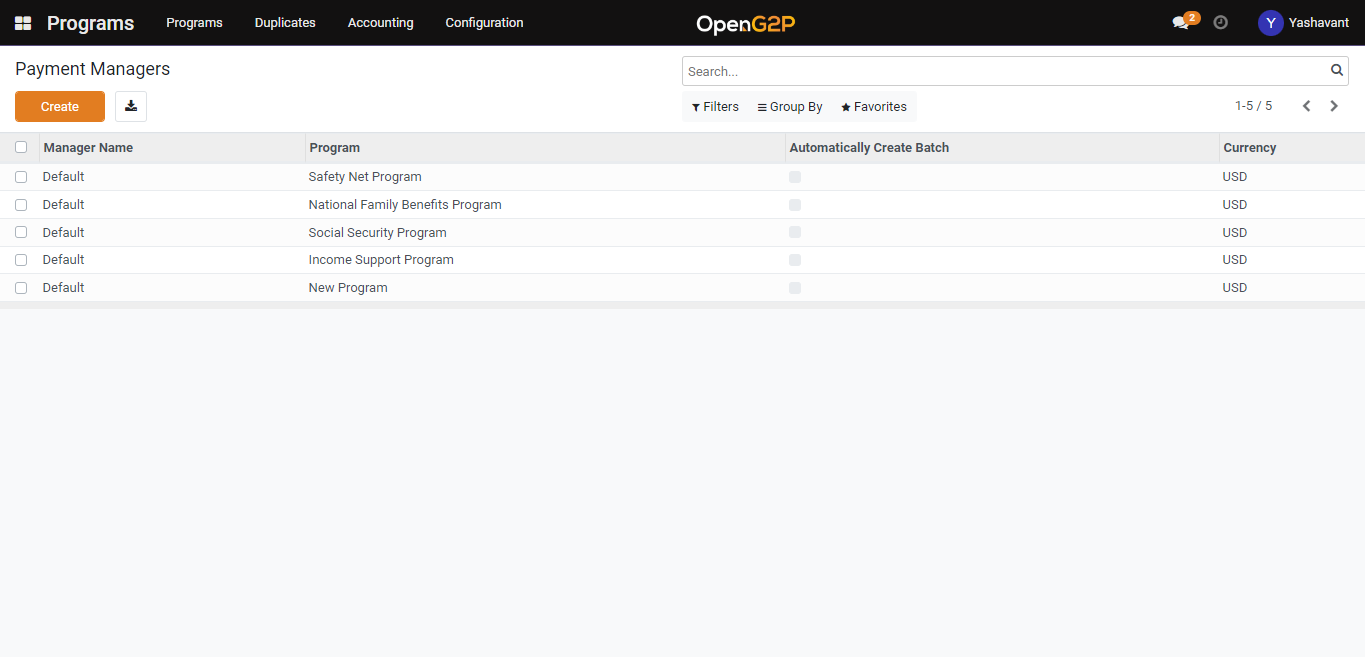 Programs Programs Duplicates Accounting Configuration OpenG2P 2 Y Yashavant
Payment Managers
Search...
Create Filters Group By Favorites 1-5 / 5
Manager Name Program Automatically Create Batch Currency
Default Safety Net Program USD
Default National Family Benefits Program USD
Default Social Security Program USD
Default Income Support Program USD
Default New Program USD